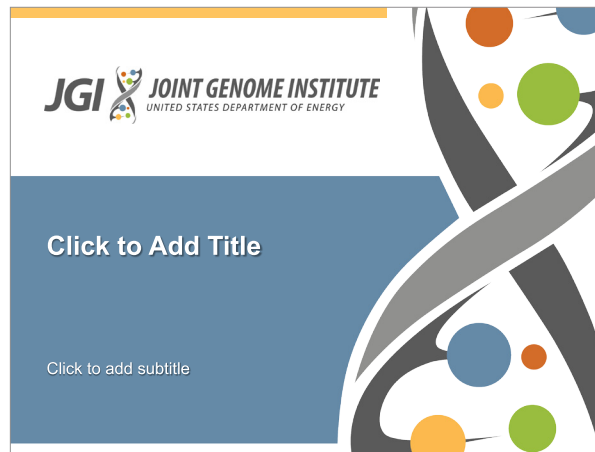 JGI JOINT GENOME INSTITUTE
UNITED STATES DEPARTMENT OF ENERGY
Click to Add Title
Click to add subtitle